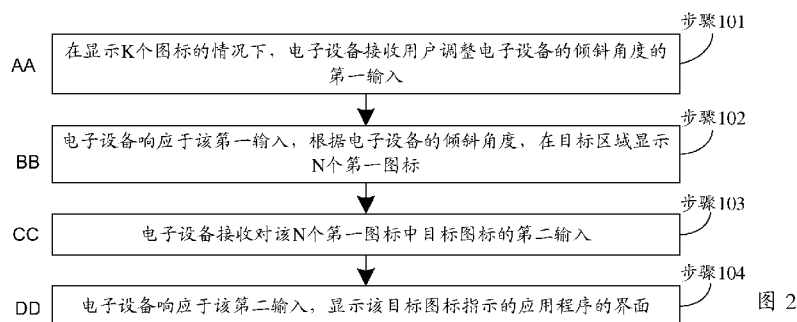 步骤101
AA
在显示K个图标的情况下，电子设备接收用户调整电子设备的倾斜角度的
第一输入
步骤102
BB
电子设备响应于该第一输入，根据电子设备的倾斜角度，在目标区域显示
N个第一图标
步骤103
CC
电子设备接收对该N个第一图标中目标图标的第二输入
步骤104
DD
电子设备响应于该第二输入，显示该目标图标指示的应用程序的界面
图 2